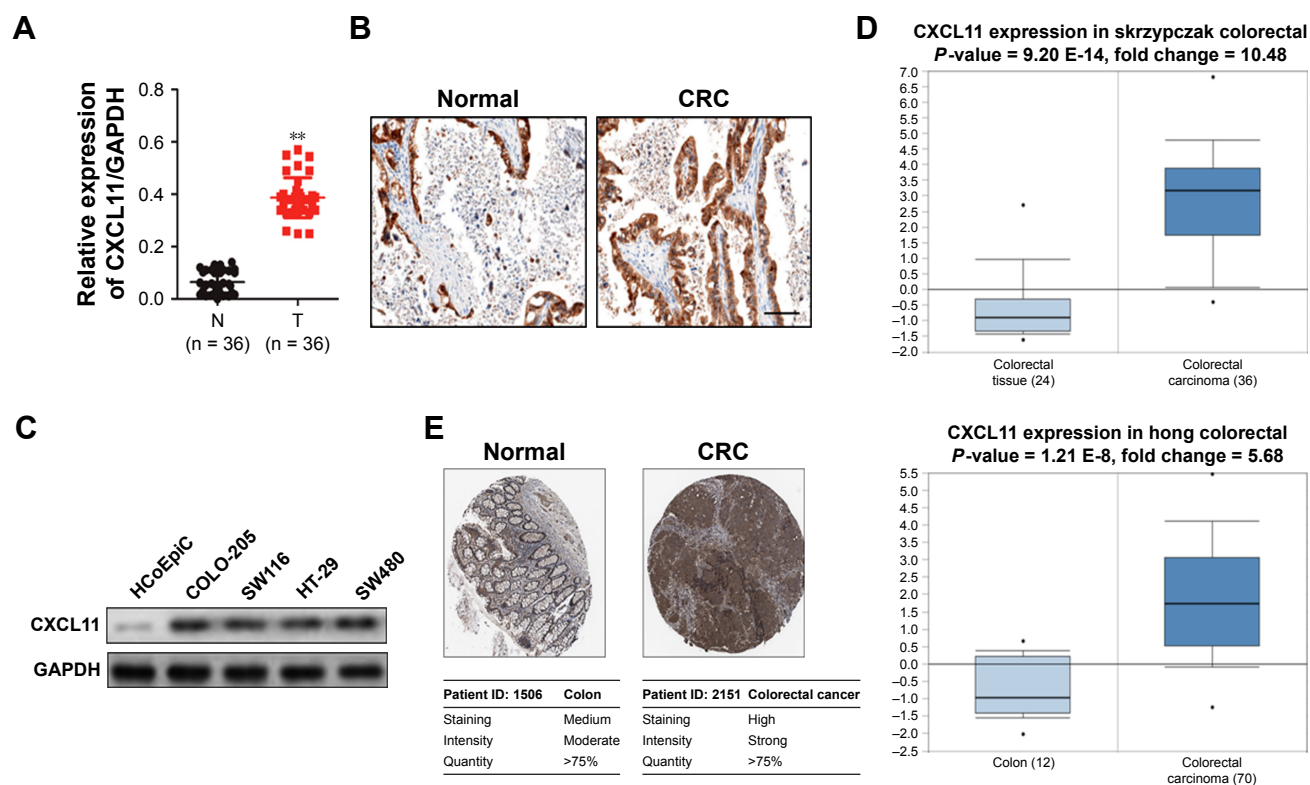 A
Relative expression
of CXCL11/GAPDH
0.8
0.6
0.4
0.2
0.0
**
N
(n = 36)
T
(n = 36)
B
Normal
CRC
C
HCoEpiC
COLO-205
SW116
HT-29
SW480
CXCL11
GAPDH
D
CXCL11 expression in skrzypczak colorectal
P-value = 9.20 E-14, fold change = 10.48
7.0
6.5
6.0
5.5
5.0
4.5
4.0
3.5
3.0
2.5
2.0
1.5
1.0
0.5
0.0
–0.5
–1.0
–1.5
–2.0
Colorectal
tissue (24)
Colorectal
carcinoma (36)
CXCL11 expression in hong colorectal
P-value = 1.21 E-8, fold change = 5.68
5.5
5.0
4.5
4.0
3.5
3.0
2.5
2.0
1.5
1.0
0.5
0.0
–0.5
–1.0
–1.5
–2.0
–2.5
Colon (12)
Colorectal
carcinoma (70)
E
Normal
CRC
Patient ID: 1506 Colon
Staining Medium
Intensity Moderate
Quantity >75%
Patient ID: 2151 Colorectal cancer
Staining High
Intensity Strong
Quantity >75%